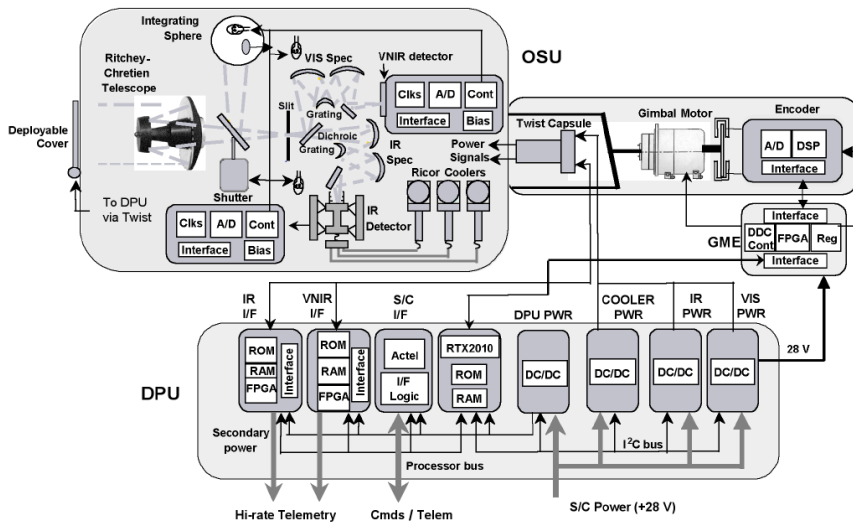 Integrating
Sphere
Ritchey-
Chretien
Telescope
VIS Spec
VNIR detector
OSU
Clks
A/D
Cont
Interface
Bias
Slit
Grating
Dichroic
Grating
IR
Spec
Deployable
Cover
Shutter
To DPU
via Twist
Clks
A/D
Cont
Interface
Bias
IR
Detector
Ricor Coolers
Power
Signals
Twist Capsule
Gimbal Motor
Encoder
A/D
DSP
Interface
GME
Interface
DDC
Cont
FPGA
Reg
Interface
IR
I/F
VNIR
I/F
S/C
I/F
DPU PWR
COOLER
PWR
IR
PWR
VIS
PWR
28 V
DPU
ROM
RAM
FPGA
Interface
ROM
RAM
FPGA
Interface
Actel
I/F
Logic
RTX2010
ROM
RAM
DC/DC
DC/DC
DC/DC
DC/DC
Secondary
power
Processor bus
I²C bus
Hi-rate Telemetry
Cmds / Telem
S/C Power (+28 V)